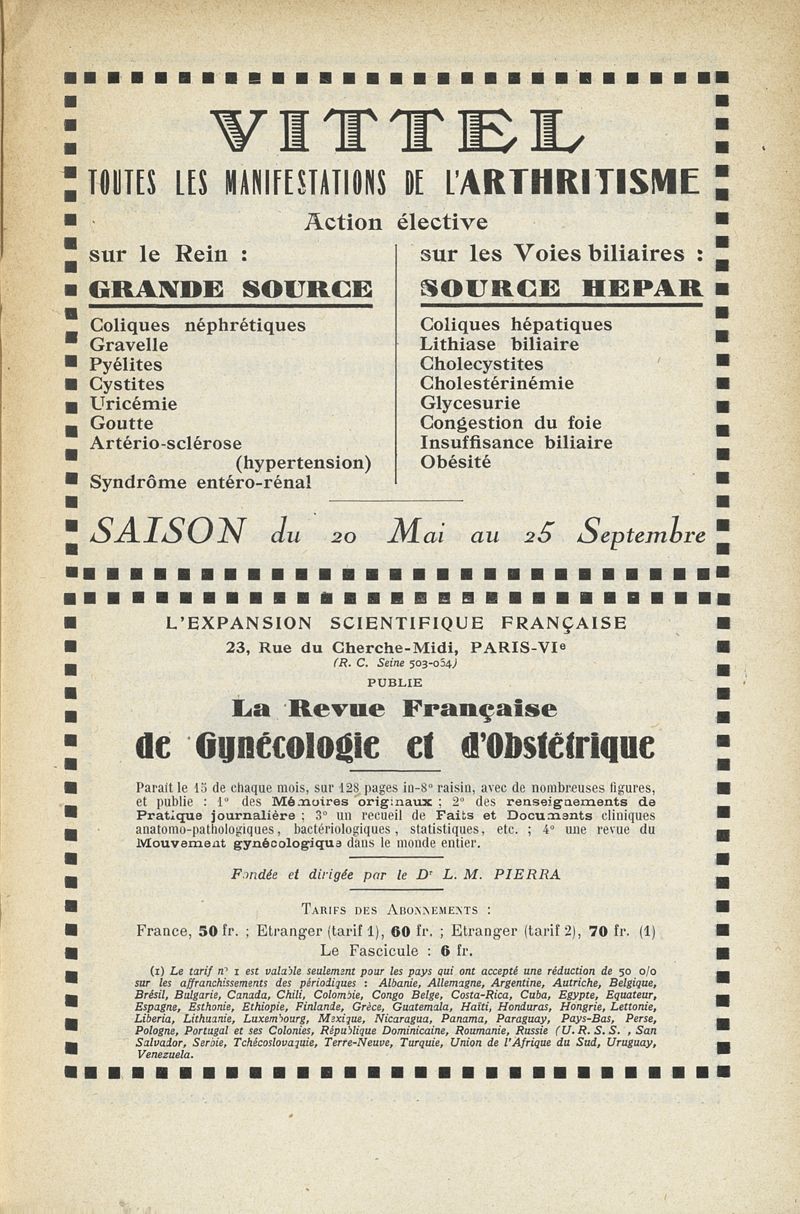 VITTEL
TOUTES LES MANIFESTATIONS DE L'ARTHRITISME
Action élective
sur le Rein :
GRANDE SOURCE
Coliques néphrétiques
Gravelle
Pyélites
Cystites
Uricémie
Goutte
Artério-sclérose
(hypertension)
Syndrôme entéro-rénal
sur les Voies biliaires :
SOURCE HEPAR
Coliques hépatiques
Lithiase biliaire
Cholecystites
Cholestérinémie
Glycesurie
Congestion du foie
Insuffisance biliaire
Obésité
SAISON du 20 Mai au 25 Septembre
L'EXPANSION SCIENTIFIQUE FRANÇAISE
23, Rue du Cherche-Midi, PARIS-VIe
(R. C. Seine 503-034)
PUBLIE
La Revue Française
de Gynécologie et d'Obstétrique
Parait le 15 de chaque mois, sur 128 pages in-8° raisin, avec de nombreuses figures,
et publie : 1° des Mémoires originaux ; 2° des renseignements de
Pratique journalière ; 3° un recueil de Faits et Documents cliniques
anatomo-pathologiques, bactériologiques, statistiques, etc. ; 4° une revue du
Mouvement gynécologique dans le monde entier.
Fondée et dirigée par le Dr L. M. PIERRA
TARIFS DES ABONNEMENTS :
France, 50 fr. ; Etranger (tarif 1), 60 fr. ; Etranger (tarif 2), 70 fr. (1)
Le Fascicule : 6 fr.
(1) Le tarif n° 1 est valable seulement pour les pays qui ont accepté une réduction de 50 0/0
sur les affranchissements des périodiques : Albanie, Allemagne, Argentine, Autriche, Belgique,
Brésil, Bulgarie, Canada, Chili, Colombie, Congo Belge, Costa-Rica, Cuba, Egypte, Equateur,
Espagne, Esthonie, Ethiopie, Finlande, Grèce, Guatemala, Haïti, Honduras, Hongrie, Lettonie,
Liberia, Lithuanie, Luxembourg, Mexique, Nicaragua, Panama, Paraguay, Pays-Bas, Perse,
Pologne, Portugal et ses Colonies, République Dominicaine, Roumanie, Russie (U. R. S. S. , San
Salvador, Serbie, Tchécoslovaquie, Terre-Neuve, Turquie, Union de l'Afrique du Sud, Uruguay,
Venezuela.